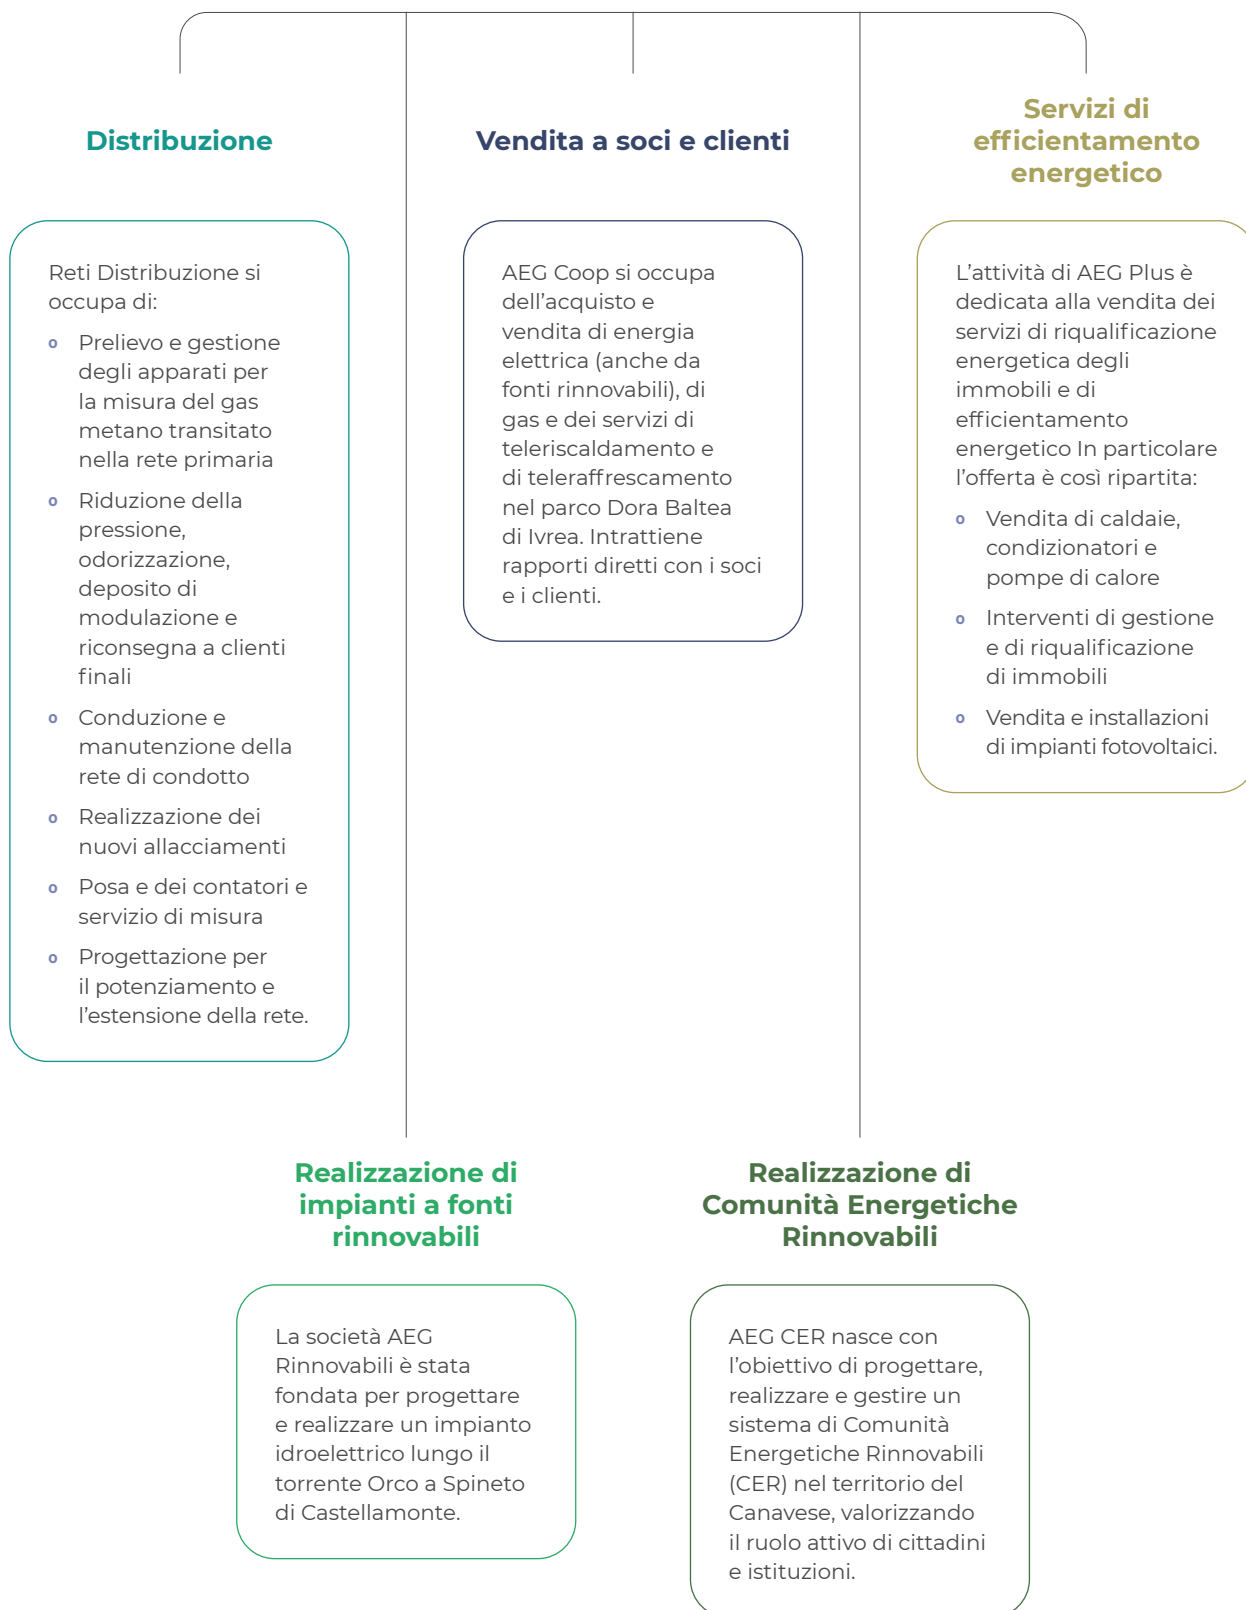 Distribuzione
Reti Distribuzione si
occupa di:
o Prelievo e gestione
degli apparati per
la misura del gas
metano transitato
nella rete primaria
o Riduzione della
pressione,
odorizzazione,
deposito di
modulazione e
riconsegna a clienti
finali
o Conduzione e
manutenzione della
rete di condotto
o Realizzazione dei
nuovi allacciamenti
o Posa e dei contatori e
servizio di misura
o Progettazione per
il potenziamento e
l'estensione della rete.
Vendita a soci e clienti
AEG Coop si occupa
dell'acquisto e
vendita di energia
elettrica (anche da
fonti rinnovabili), di
gas e dei servizi di
teleriscaldamento e
di teleraffrescamento
nel parco Dora Baltea
di Ivrea. Intrattiene
rapporti diretti con i soci
e i clienti.
Servizi di
efficientamento
energetico
L'attività di AEG Plus è
dedicata alla vendita dei
servizi di riqualificazione
energetica degli
immobili e di
efficientamento
energetico In particolare
l'offerta è così ripartita:
o Vendita di caldaie,
condizionatori e
pompe di calore
o Interventi di gestione
e di riqualificazione
di immobili
o Vendita e installazioni
di impianti fotovoltaici.
Realizzazione di
impianti a fonti
rinnovabili
La società AEG
Rinnovabili è stata
fondata per progettare
e realizzare un impianto
idroelettrico lungo il
torrente Orco a Spineto
di Castellamonte.
Realizzazione di
Comunità Energetiche
Rinnovabili
AEG CER nasce con
l'obiettivo di progettare,
realizzare e gestire un
sistema di Comunità
Energetiche Rinnovabili
(CER) nel territorio del
Canavese, valorizzando
il ruolo attivo di cittadini
e istituzioni.